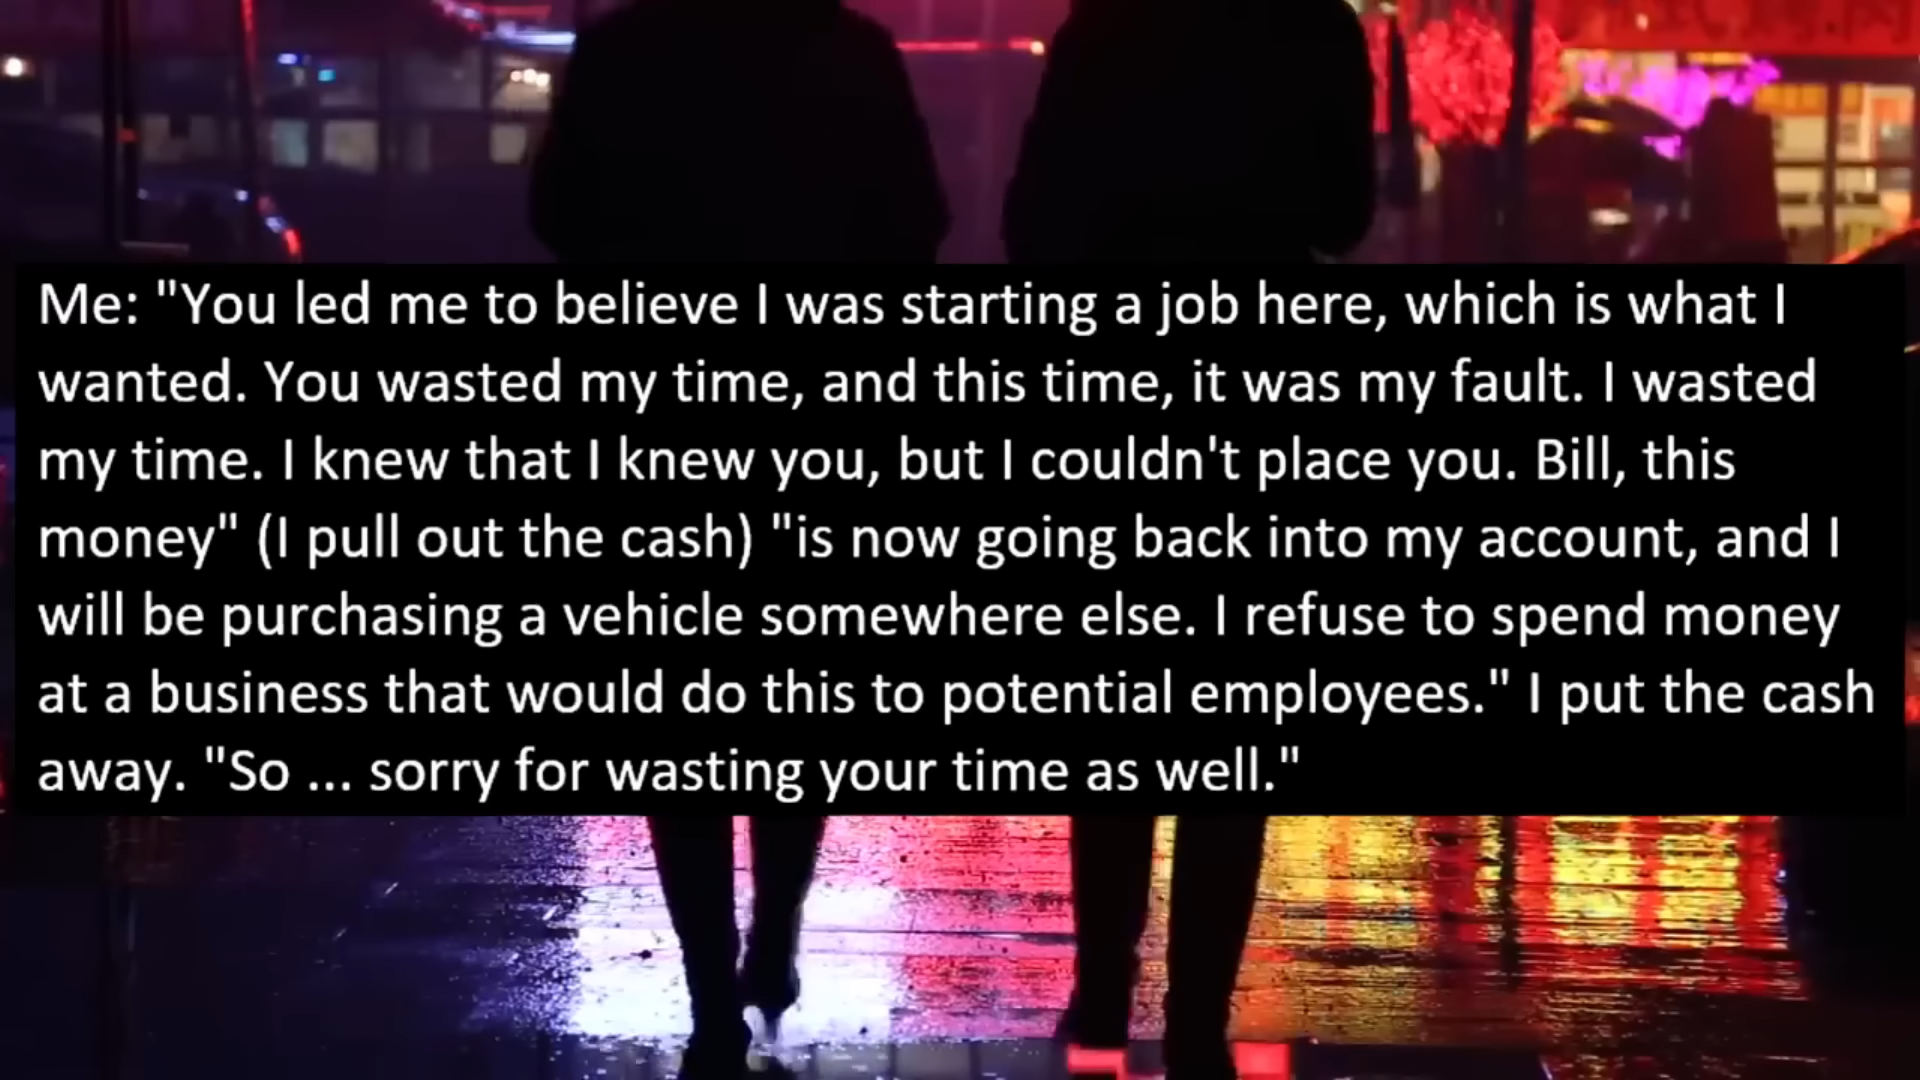 Me: "You led me to believe I was starting a job here, which is what I
wanted. You wasted my time, and this time, it was my fault. I wasted
my time. I knew that I knew you, but I couldn't place you. Bill, this
money" (I pull out the cash) "is now going back into my account, and I
will be purchasing a vehicle somewhere else. I refuse to spend money
at a business that would do this to potential employees." I put the cash
away. "So ... sorry for wasting your time as well."